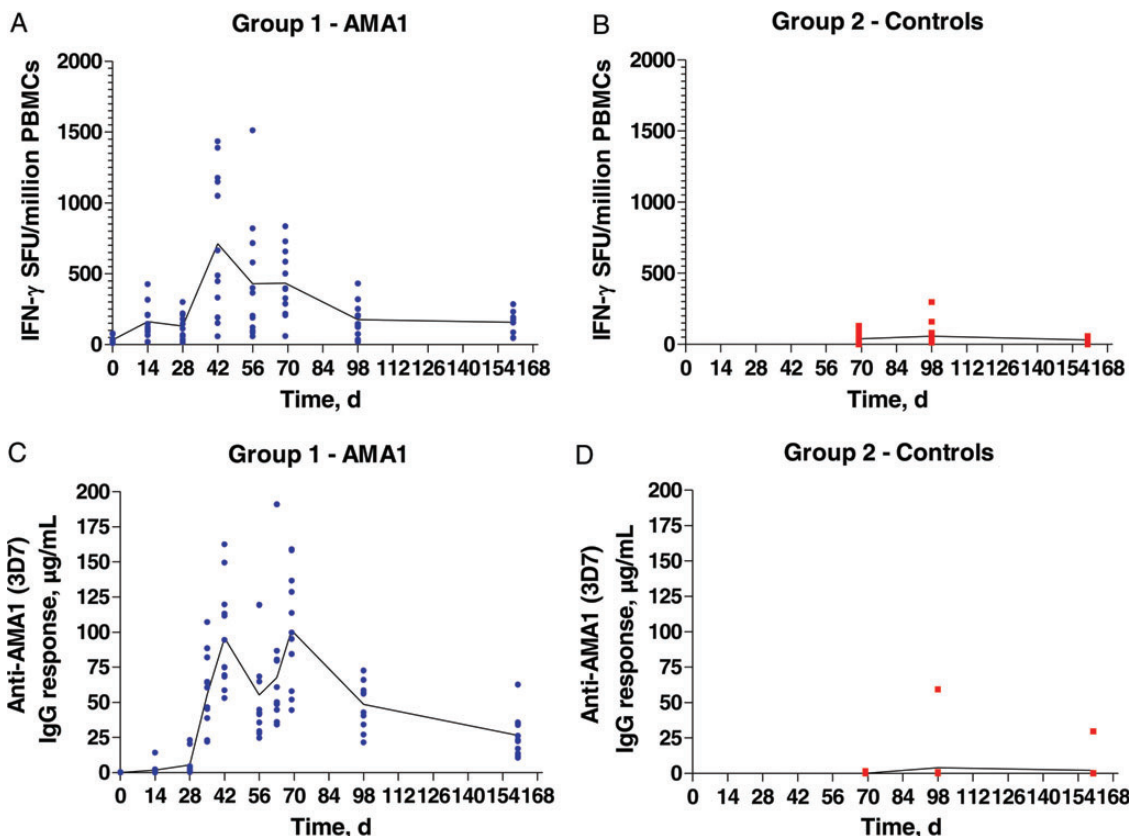 A
Group 1 - AMA1
IFN-γ SFU/million PBMCs
2000
1500
1000
500
0
0 14 28 42 56 70 84 98 112 126 140 154 168
Time, d
B
Group 2 - Controls
IFN-γ SFU/million PBMCs
2000
1500
1000
500
0
0 14 28 42 56 70 84 98 112 126 140 154 168
Time, d
C
Group 1 - AMA1
Anti-AMA1 (3D7)
IgG response, μg/mL
200
175
150
125
100
75
50
25
0
0 14 28 42 56 70 84 98 112 126 140 154 168
Time, d
D
Group 2 - Controls
Anti-AMA1 (3D7)
IgG response, μg/mL
200
175
150
125
100
75
50
25
0
0 14 28 42 56 70 84 98 112 126 140 154 168
Time, d